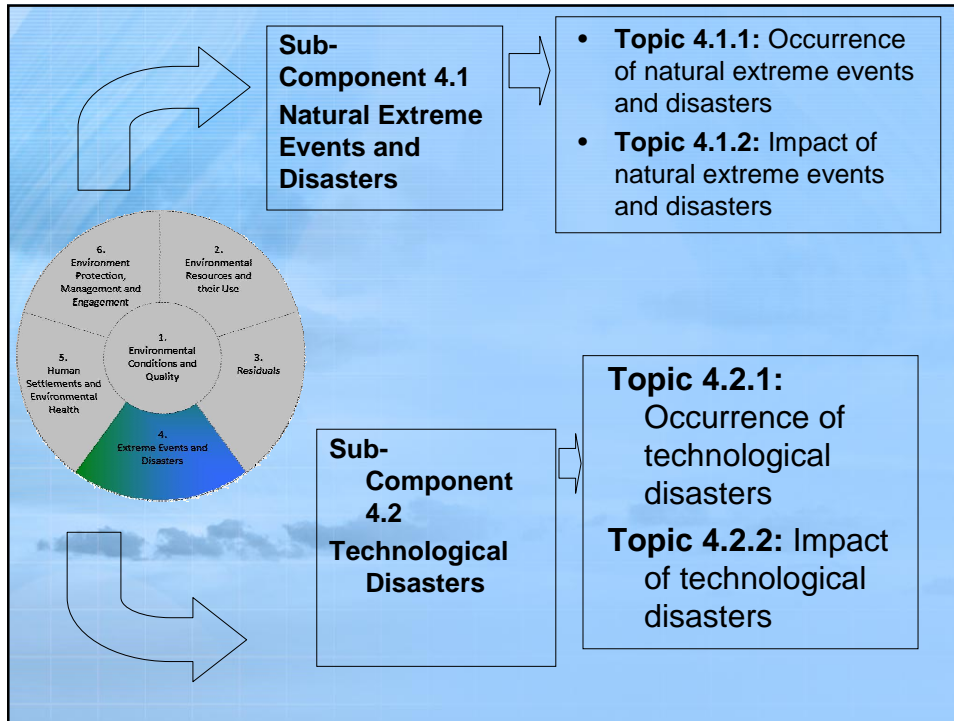 Sub-
Component 4.1
Natural Extreme
Events and
Disasters
• Topic 4.1.1: Occurrence
of natural extreme events
and disasters
• Topic 4.1.2: Impact of
natural extreme events
and disasters
6.
Environment
Protection,
Management and
Engagement
2.
Environmental
Resources and
their Use
1.
Environmental
Conditions and
Quality
5.
Human
Settlements and
Environmental
Health
3.
Residuals
4.
Extreme Events and
Disasters
Sub-
Component
4.2
Technological
Disasters
Topic 4.2.1:
Occurrence of
technological
disasters
Topic 4.2.2: Impact
of technological
disasters